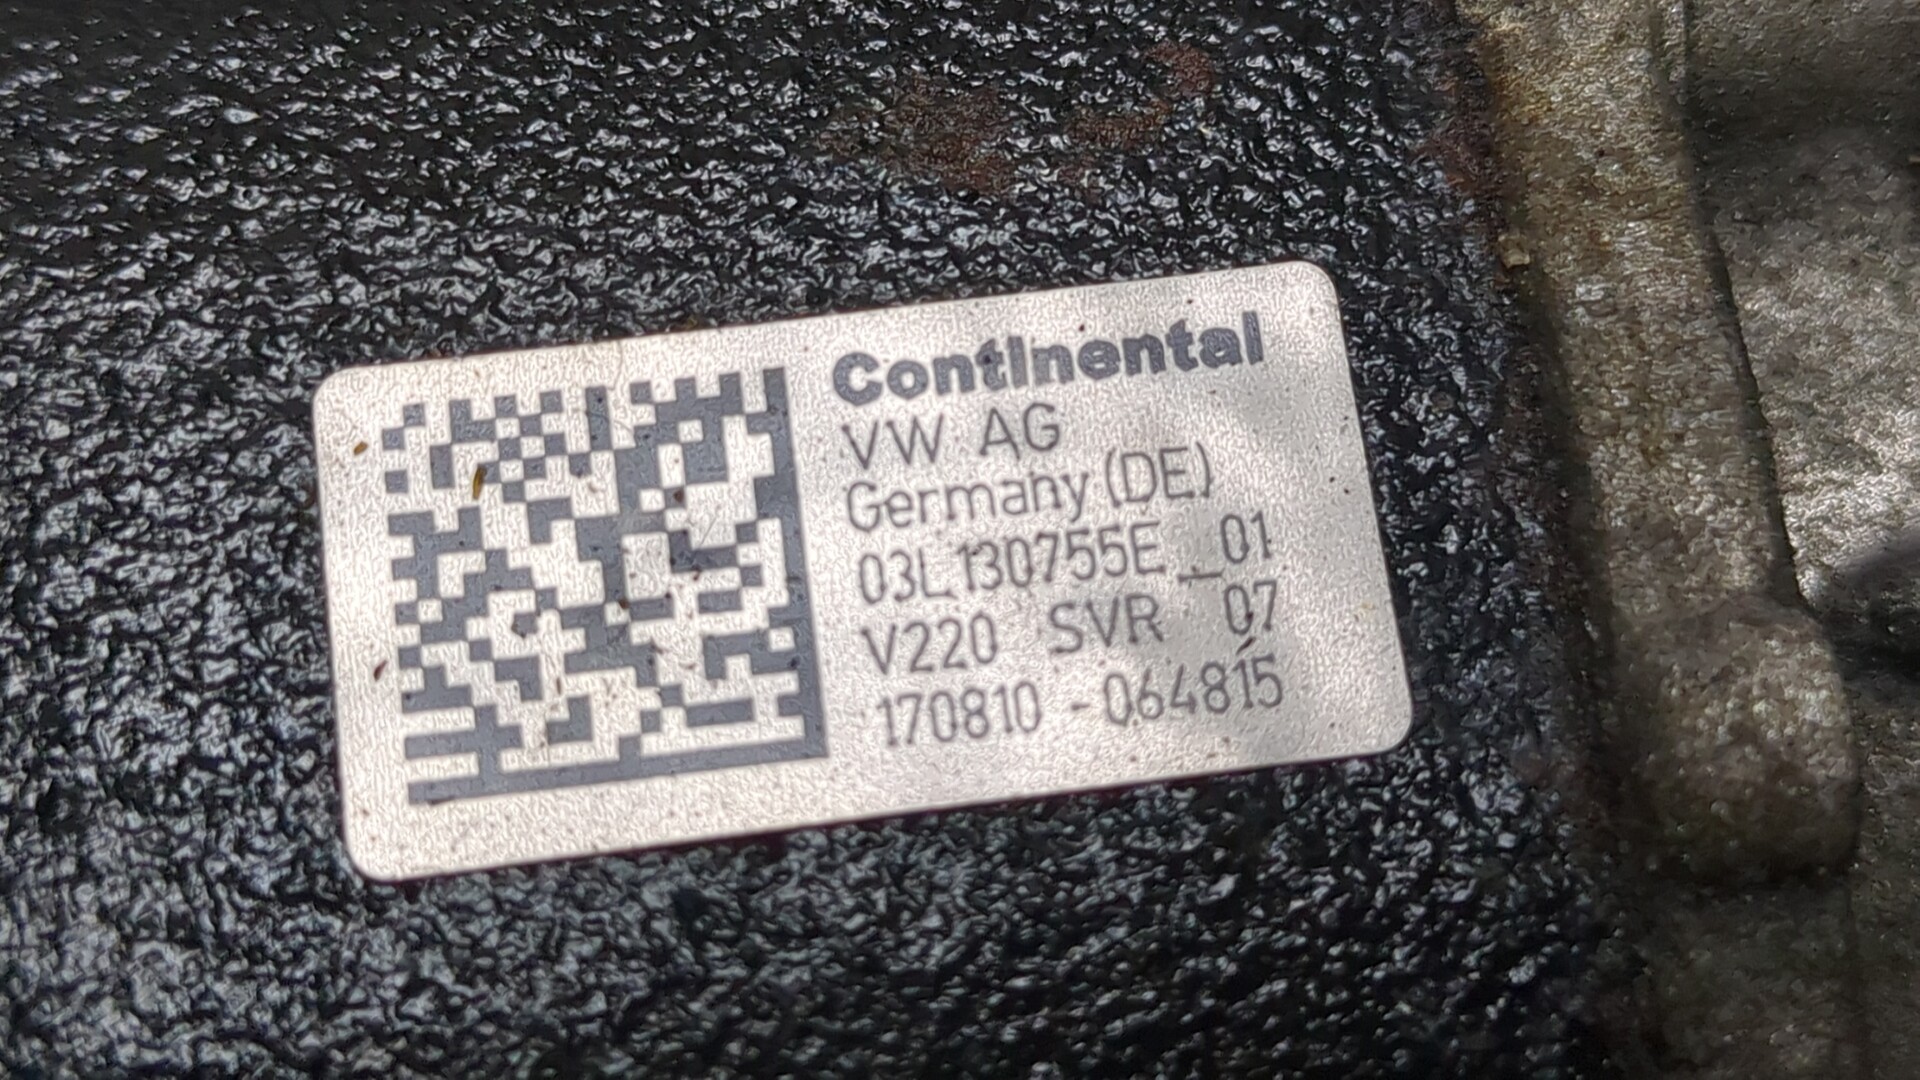 Continental
VW AG
Germany (DE)
03L130755E_01
V220 SVR 07
170810-064815